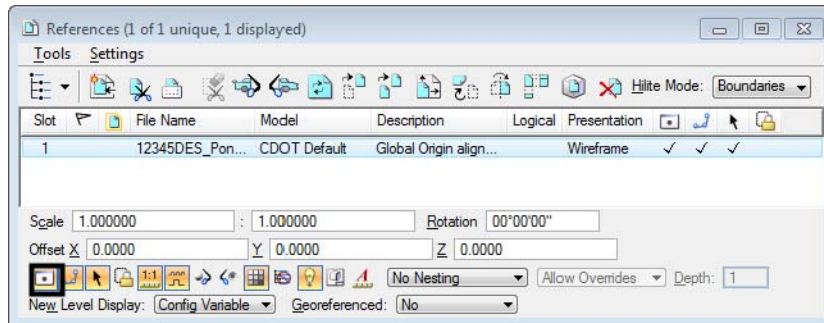 References (1 of 1 unique, 1 displayed)
Tools Settings
Hilite Mode: Boundaries
Slot File Name Model Description Logical Presentation
1 12345DES_Pon... CDOT Default Global Origin align... Wireframe
Scale 1.000000 : 1.000000 Rotation 00°00'00"
Offset X 0.0000 Y 0.0000 Z 0.0000
1:1 No Nesting Allow Overrides Depth: 1
New Level Display: Config Variable Georeferenced: No